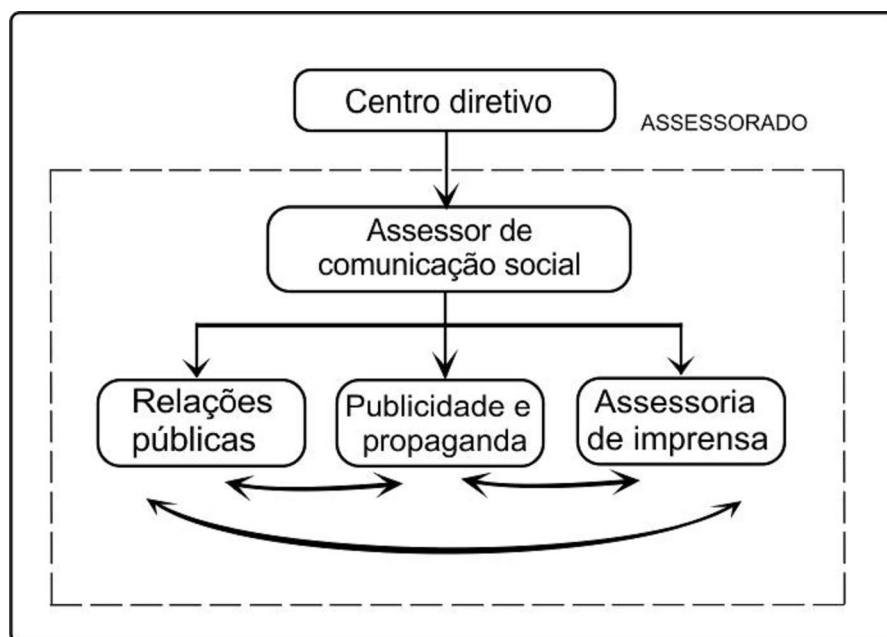 Centro diretivo
ASSESSORADO
Assessor de
comunicação social
Relações
públicas
Publicidade e
propaganda
Assessoria
de imprensa